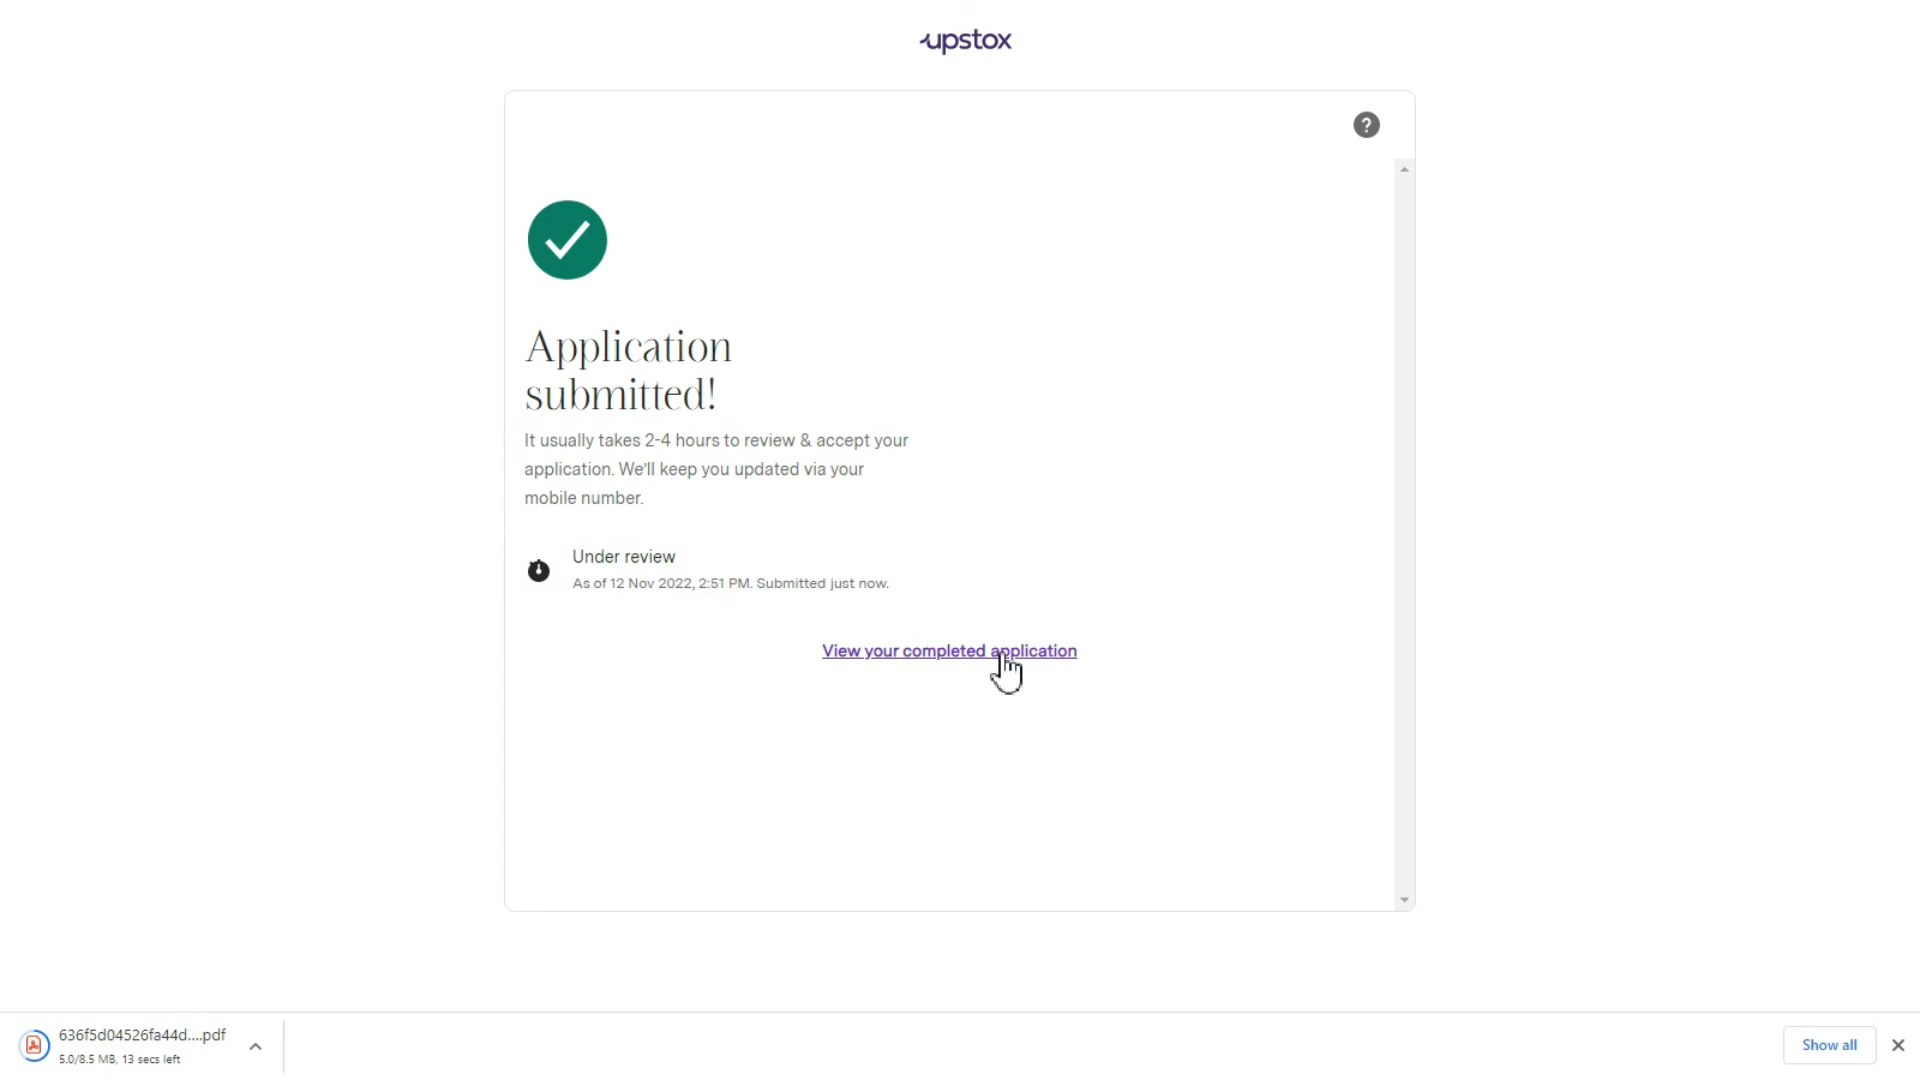 upstox
?
Application
submitted!
It usually takes 2-4 hours to review & accept your
application. We'll keep you updated via your
mobile number.
Under review
As of 12 Nov 2022, 2:51 PM. Submitted just now.
View your completed application
636f5d04526fa44d....pdf
5.0/8.5 MB, 13 secs left
Show all